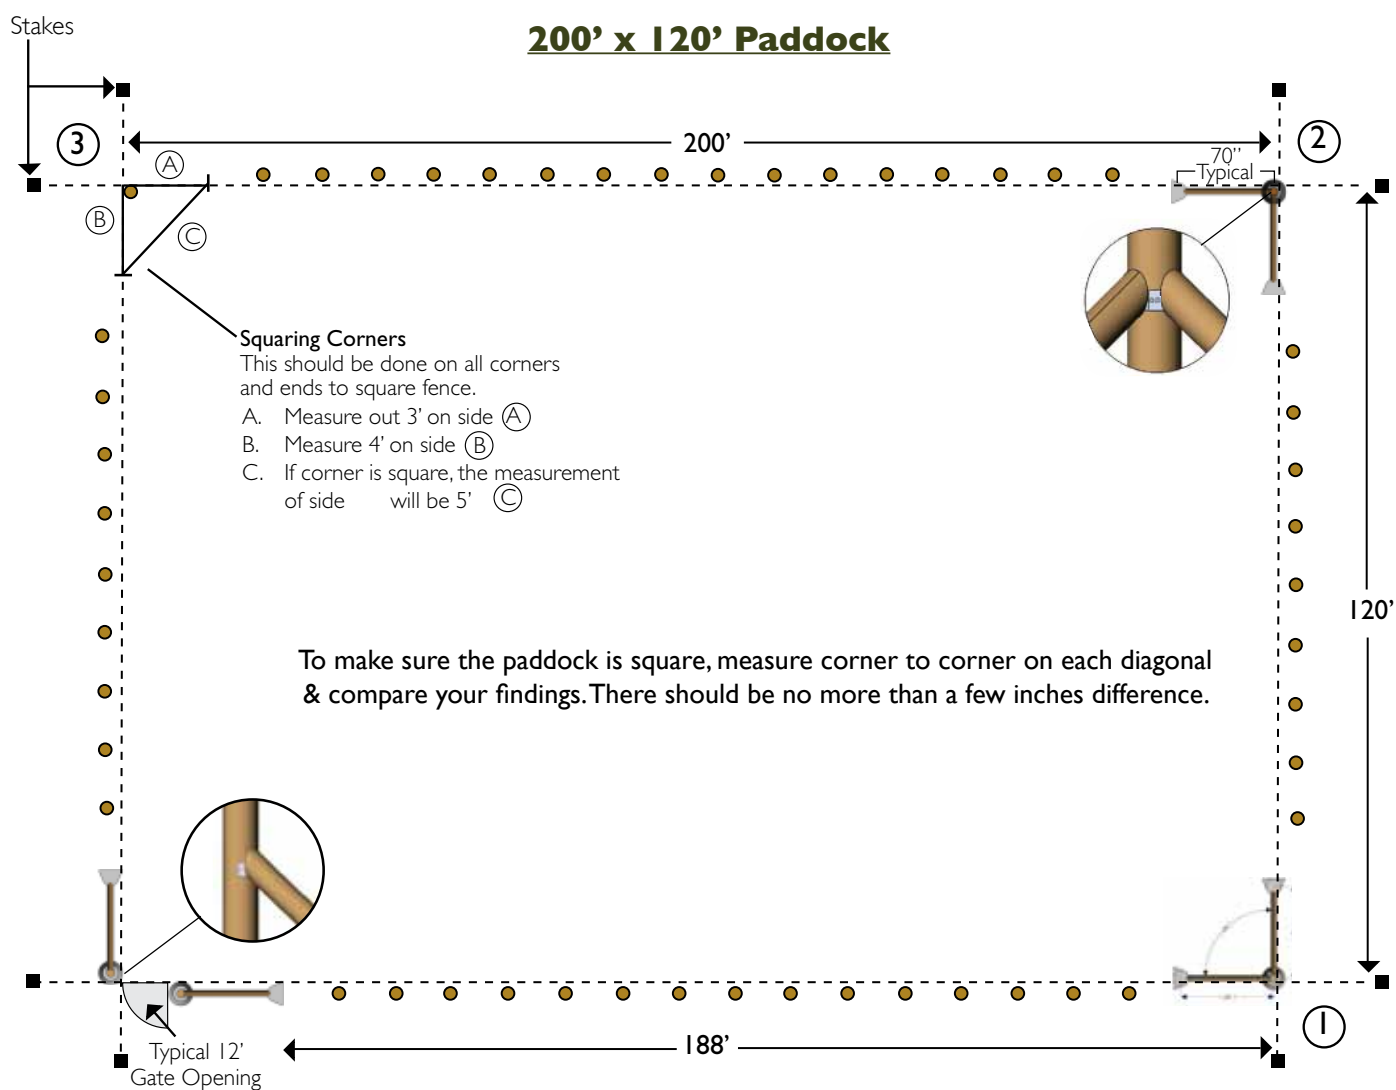 Stakes
200’ x 120’ Paddock
3
200’
2
A
70’’
Typical
B
C
Squaring Corners
This should be done on all corners
and ends to square fence.
A. Measure out 3’ on side A
B. Measure 4’ on side B
C. If corner is square, the measurement
of side will be 5’ C
120’
To make sure the paddock is square, measure corner to corner on each diagonal
& compare your findings. There should be no more than a few inches difference.
1
188’
Typical 12’
Gate Opening